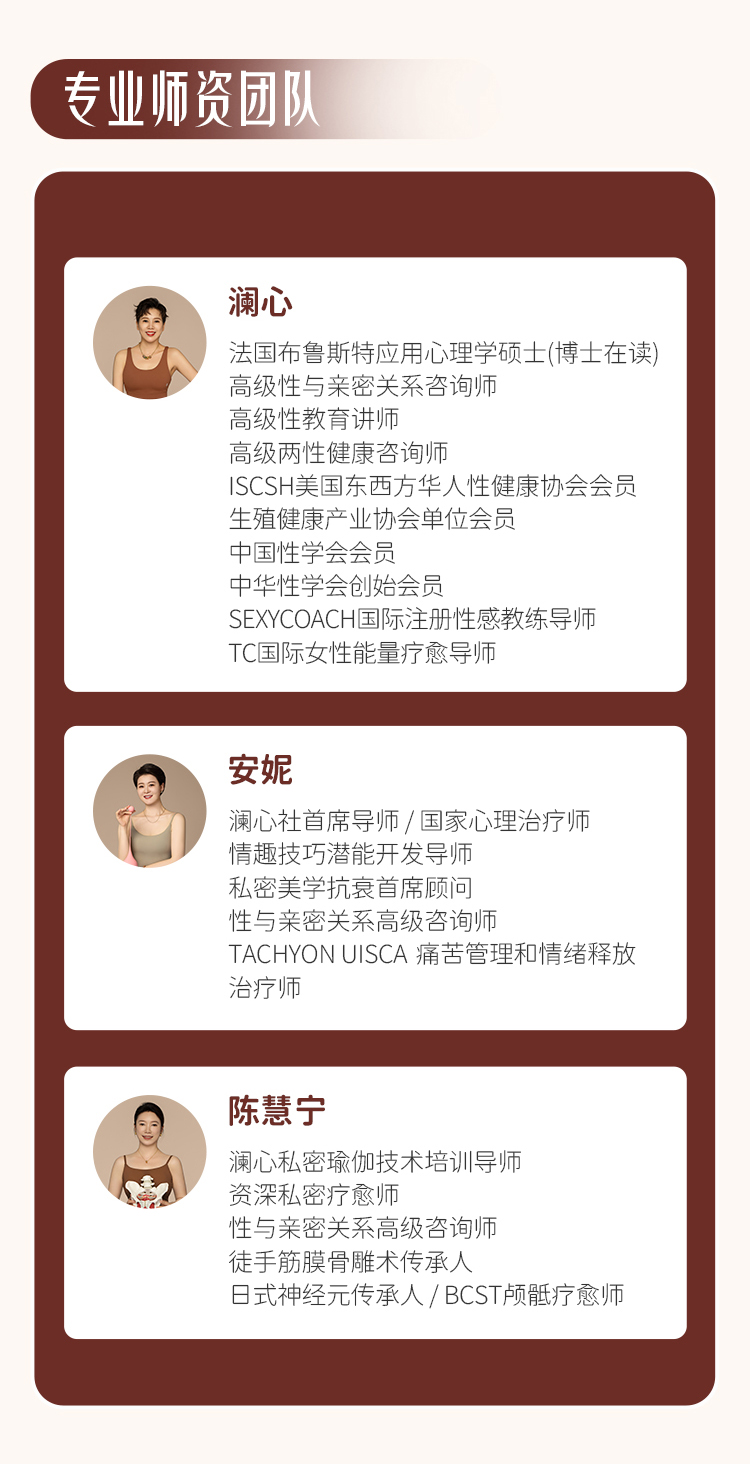 专业师资团队
澜心
法国布鲁斯特应用心理学硕士(博士在读)
高级性与亲密关系咨询师
高级性教育讲师
高级两性健康咨询师
ISCSH美国东西方华人性健康协会会员
生殖健康产业协会单位会员
中国性学会会员
中华性学会创始会员
SEXYCOACH国际注册性感教练导师
TC国际女性能量疗愈导师
安妮
澜心社首席导师 / 国家心理治疗师
情趣技巧潜能开发导师
私密美学抗衰首席顾问
性与亲密关系高级咨询师
TACHYON UISCA 痛苦管理和情绪释放
治疗师
陈慧宁
澜心私密瑜伽技术培训导师
资深私密疗愈师
性与亲密关系高级咨询师
徒手筋膜骨雕术传承人
日式神经元传承人 / BCST颅骶疗愈师